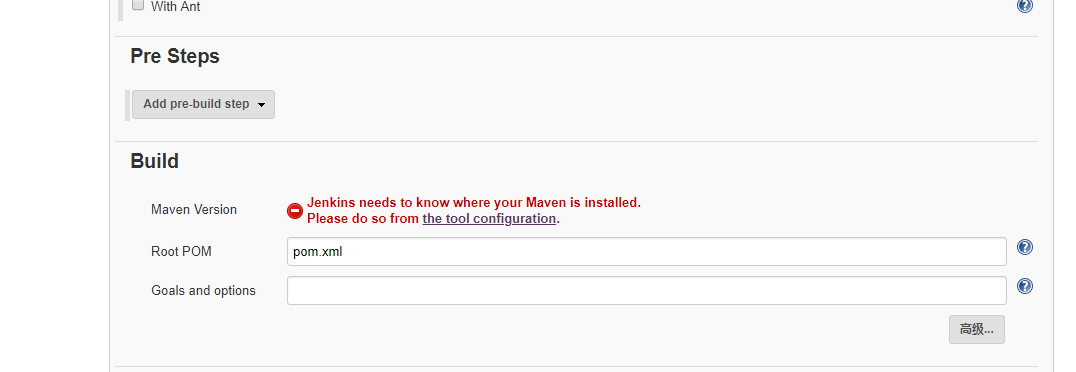 With Ant
Pre Steps
Add pre-build step
Build
Maven Version
Jenkins needs to know where your Maven is installed.
Please do so from the tool configuration.
Root POM
pom.xml
Goals and options
高级...